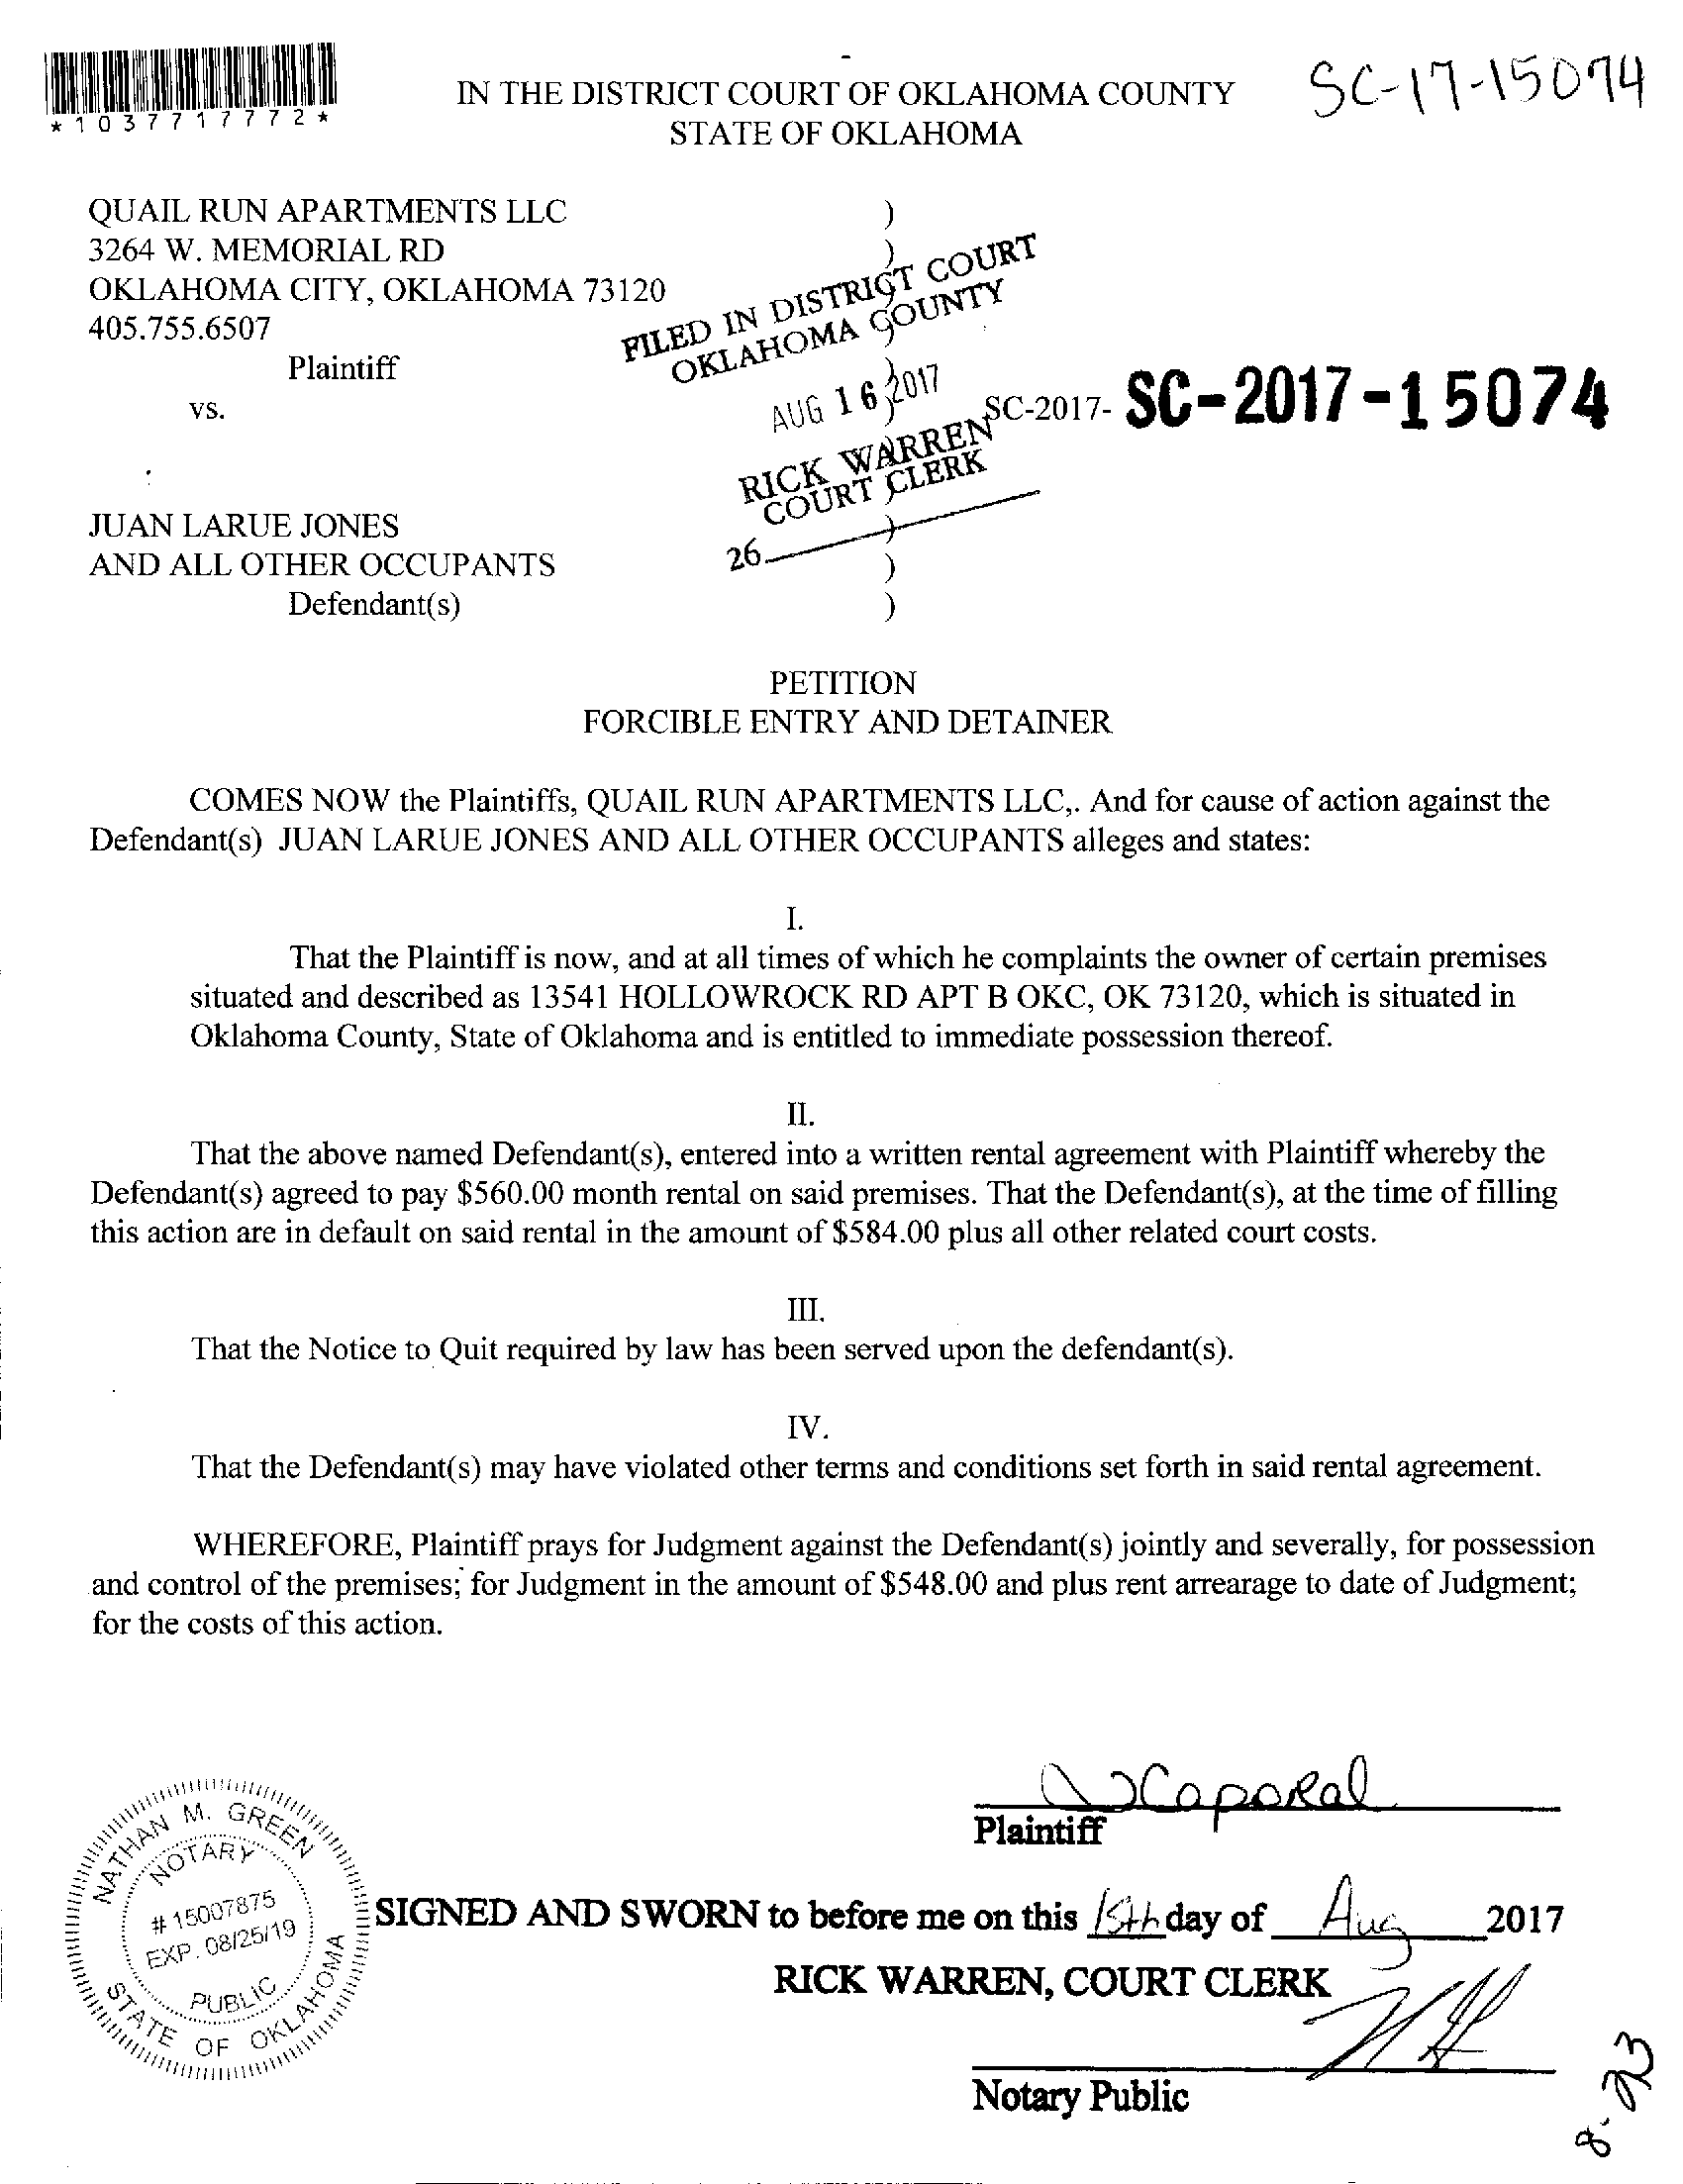 *1037717772*
IN THE DISTRICT COURT OF OKLAHOMA COUNTY
STATE OF OKLAHOMA
SC-17-15074
QUAIL RUN APARTMENTS LLC )
3264 W. MEMORIAL RD )
OKLAHOMA CITY, OKLAHOMA 73120
405.755.6507
Plaintiff
vs.
FILED IN DISTRICT COURT
OKLAHOMA COUNTY
AUG 16 2017
RICK WARREN
COURT CLERK
26
SC-2017- SC-2017-15074
JUAN LARUE JONES )
AND ALL OTHER OCCUPANTS )
Defendant(s) )
PETITION
FORCIBLE ENTRY AND DETAINER
COMES NOW the Plaintiffs, QUAIL RUN APARTMENTS LLC,. And for cause of action against the
Defendant(s) JUAN LARUE JONES AND ALL OTHER OCCUPANTS alleges and states:
I.
That the Plaintiff is now, and at all times of which he complaints the owner of certain premises
situated and described as 13541 HOLLOWROCK RD APT B OKC, OK 73120, which is situated in
Oklahoma County, State of Oklahoma and is entitled to immediate possession thereof.
II.
That the above named Defendant(s), entered into a written rental agreement with Plaintiff whereby the
Defendant(s) agreed to pay $560.00 month rental on said premises. That the Defendant(s), at the time of filling
this action are in default on said rental in the amount of $584.00 plus all other related court costs.
III.
That the Notice to Quit required by law has been served upon the defendant(s).
IV.
That the Defendant(s) may have violated other terms and conditions set forth in said rental agreement.
WHEREFORE, Plaintiff prays for Judgment against the Defendant(s) jointly and severally, for possession
and control of the premises; for Judgment in the amount of $548.00 and plus rent arrearage to date of Judgment;
for the costs of this action.
Caporal
Plaintiff
NATHAN M. GREEN
NOTARY
# 15007875
EXP. 08/25/19
PUBLIC
STATE OF OKLAHOMA
SIGNED AND SWORN to before me on this 15th day of Aug 2017
RICK WARREN, COURT CLERK
Notary Public
8-23